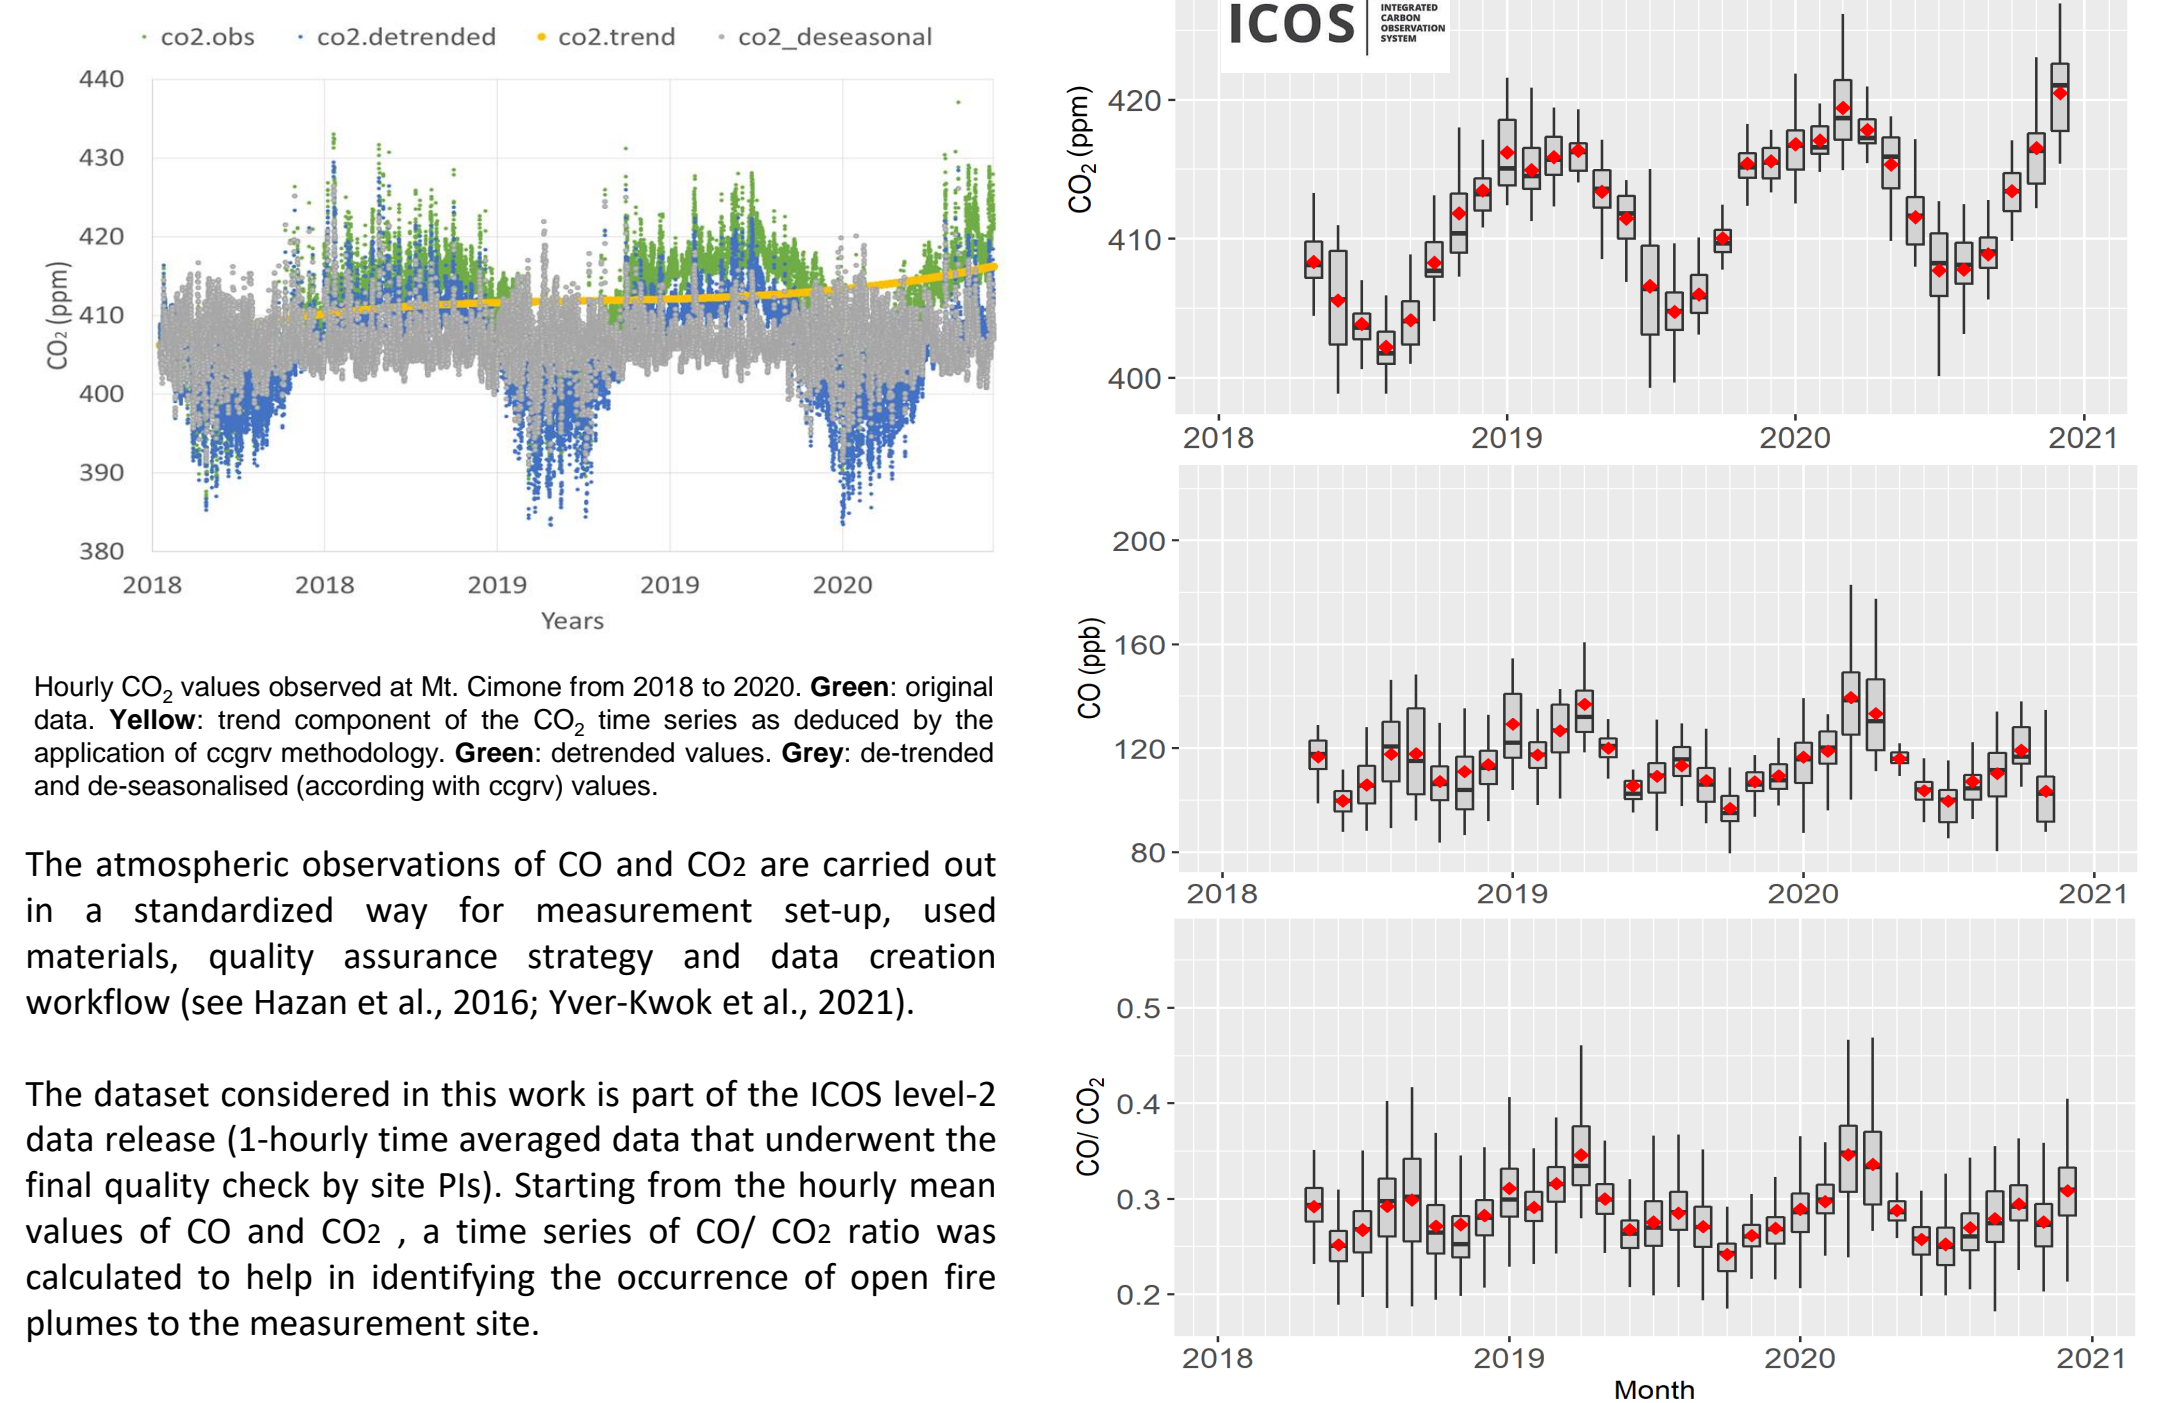 co2.obs co2.detrended co2.trend co2_deseasonal
440
430
420
410
400
390
380
CO₂ (ppm)
2018 2018 2019 2019 2020
Years
Hourly CO₂ values observed at Mt. Cimone from 2018 to 2020. Green: original
data. Yellow: trend component of the CO₂ time series as deduced by the
application of ccgrv methodology. Green: detrended values. Grey: de-trended
and de-seasonalised (according with ccgrv) values.
The atmospheric observations of CO and CO2 are carried out
in a standardized way for measurement set-up, used
materials, quality assurance strategy and data creation
workflow (see Hazan et al., 2016; Yver-Kwok et al., 2021).
The dataset considered in this work is part of the ICOS level-2
data release (1-hourly time averaged data that underwent the
final quality check by site PIs). Starting from the hourly mean
values of CO and CO2 , a time series of CO/ CO2 ratio was
calculated to help in identifying the occurrence of open fire
plumes to the measurement site.
ICOS
INTEGRATED
CARBON
OBSERVATION
SYSTEM
CO₂ (ppm)
420
410
400
2018 2019 2020 2021
CO (ppb)
200
160
120
80
2018 2019 2020 2021
CO/ CO₂
0.5
0.4
0.3
0.2
2018 2019 2020 2021
Month